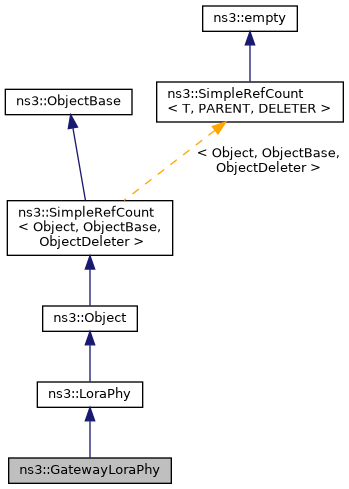 ns3::empty
ns3::ObjectBase
ns3::SimpleRefCount
< T, PARENT, DELETER >
< Object, ObjectBase,
ObjectDeleter >
ns3::SimpleRefCount
< Object, ObjectBase,
ObjectDeleter >
ns3::Object
ns3::LoraPhy
ns3::GatewayLoraPhy